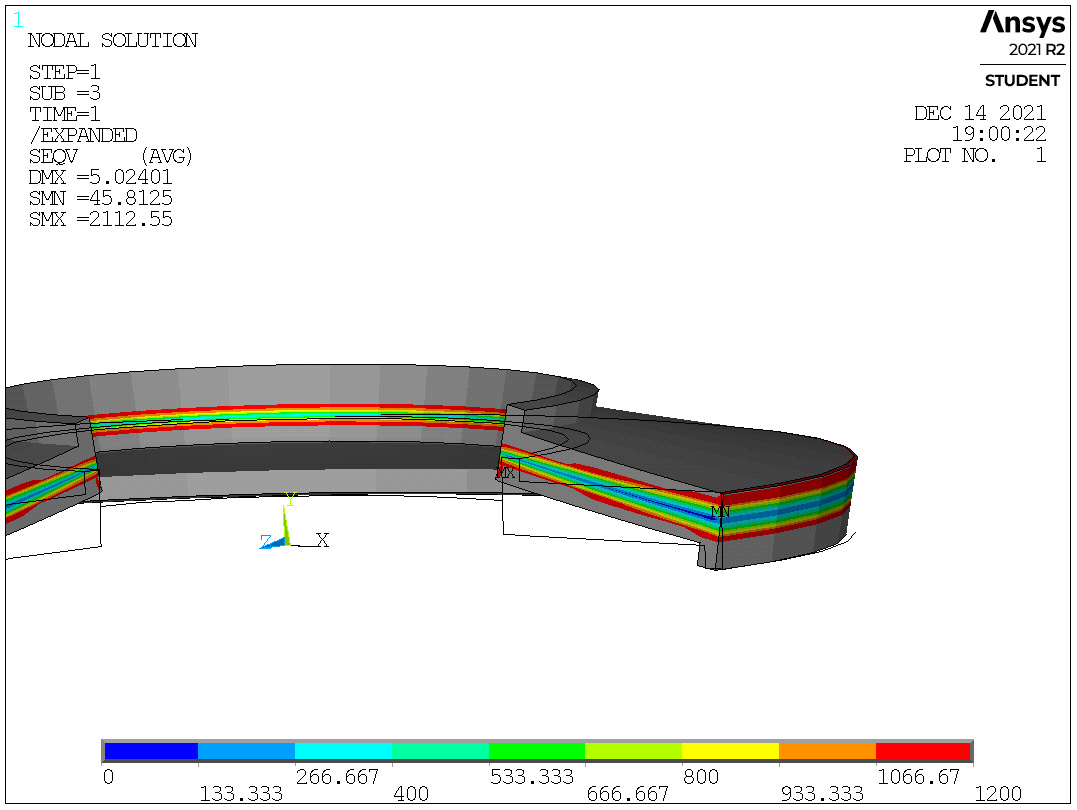 1
NODAL SOLUTION
STEP=1
SUB =3
TIME=1
/EXPANDED
SEQV (AVG)
DMX =5.02401
SMN =45.8125
SMX =2112.55
Ansys
2021 R2
STUDENT
DEC 14 2021
19:00:22
PLOT NO. 1
MX
MN
Y
Z X
0 266.667 533.333 800 1066.67
133.333 400 666.667 933.333 1200